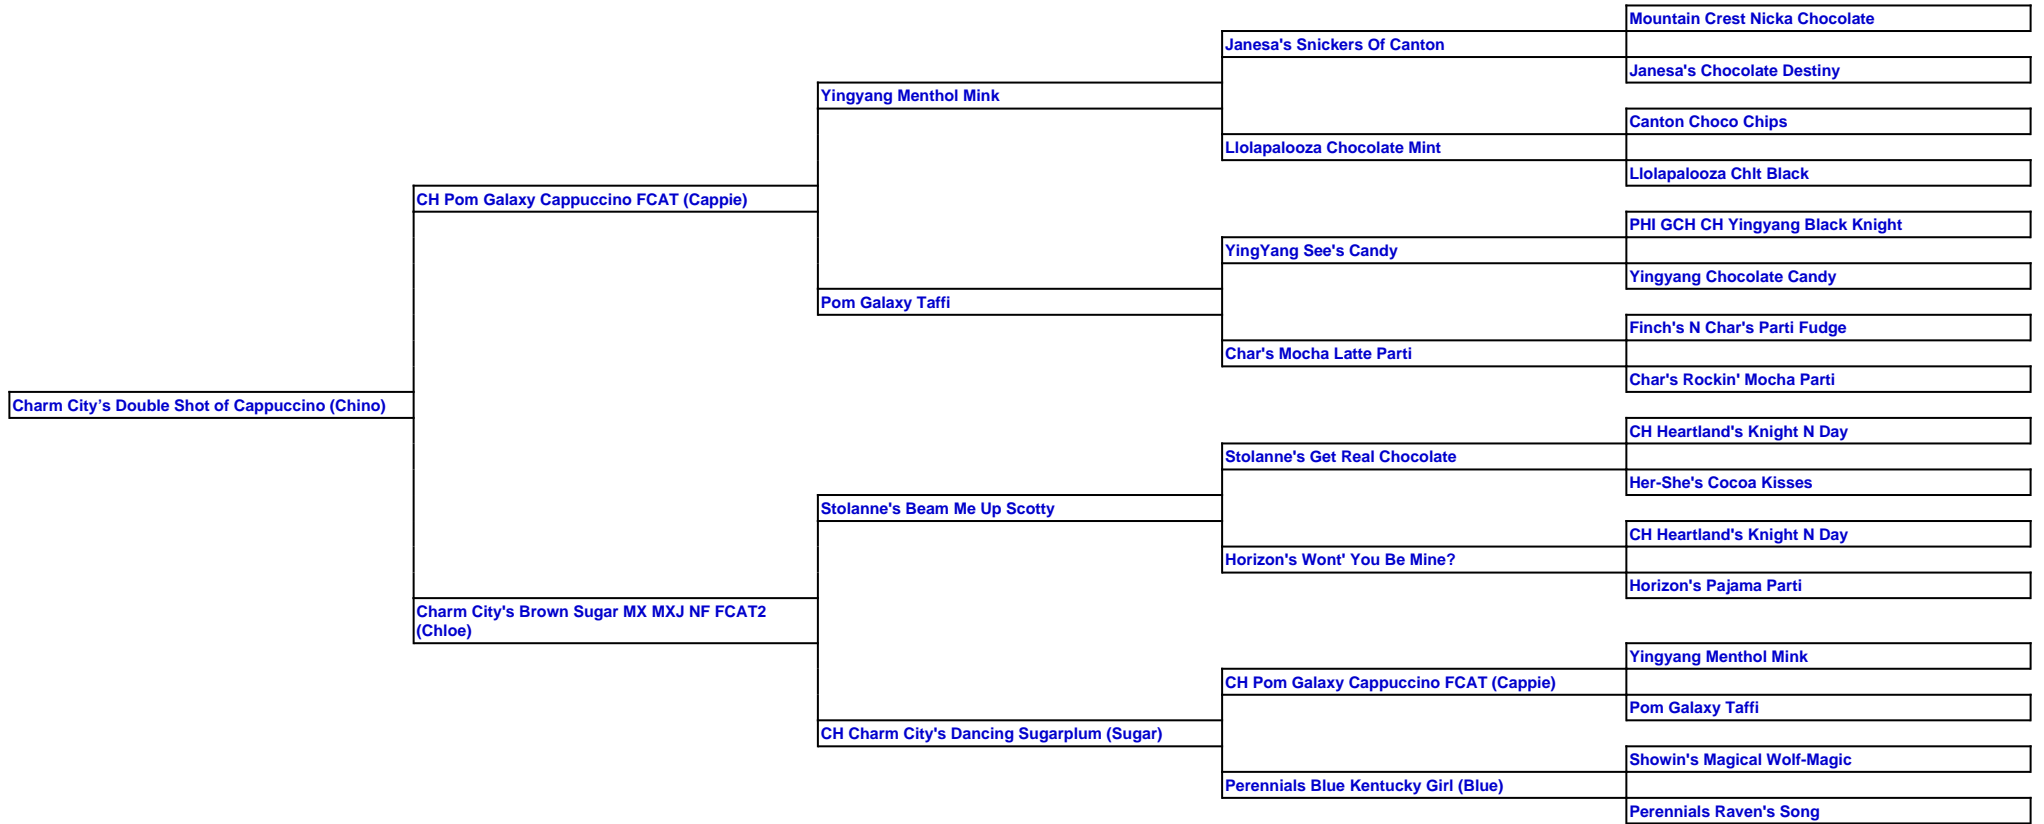 Mountain Crest Nicka Chocolate
Janesa's Snickers Of Canton
Janesa's Chocolate Destiny
Yingyang Menthol Mink
Canton Choco Chips
Llolapalooza Chocolate Mint
Llolapalooza Chlt Black
CH Pom Galaxy Cappuccino FCAT (Cappie)
PHI GCH CH Yingyang Black Knight
YingYang See's Candy
Yingyang Chocolate Candy
Pom Galaxy Taffi
Finch's N Char's Parti Fudge
Char's Mocha Latte Parti
Char's Rockin' Mocha Parti
Charm City’s Double Shot of Cappuccino (Chino)
CH Heartland's Knight N Day
Stolanne's Get Real Chocolate
Her-She's Cocoa Kisses
Stolanne's Beam Me Up Scotty
CH Heartland's Knight N Day
Horizon's Wont' You Be Mine?
Horizon's Pajama Parti
Charm City's Brown Sugar MX MXJ NF FCAT2
(Chloe)
Yingyang Menthol Mink
CH Pom Galaxy Cappuccino FCAT (Cappie)
Pom Galaxy Taffi
CH Charm City's Dancing Sugarplum (Sugar)
Showin's Magical Wolf-Magic
Perennials Blue Kentucky Girl (Blue)
Perennials Raven's Song